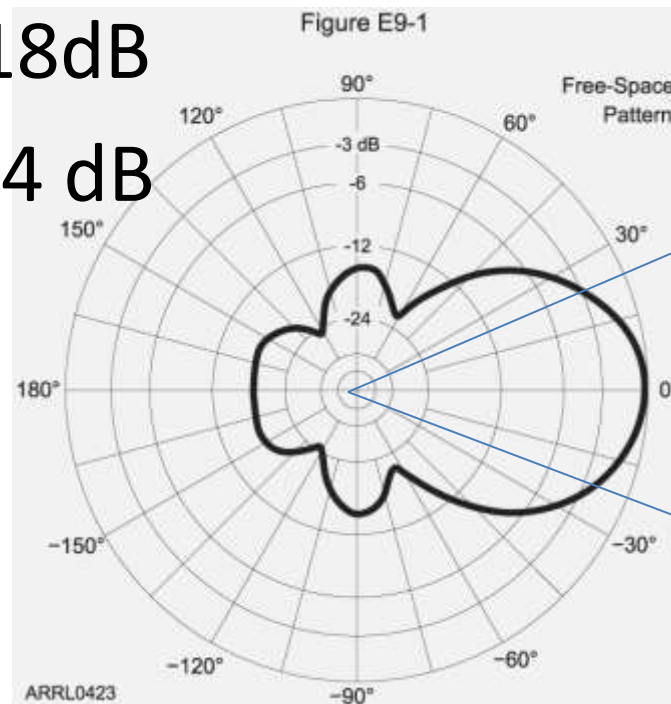 Figure E9-1
18dB
4 dB
Free-Space
Pattern
90°
120°
60°
-3 dB
-6
150°
30°
-12
-24
180°
0
−150°
−30°
−120°
−60°
−90°
ARRL0423